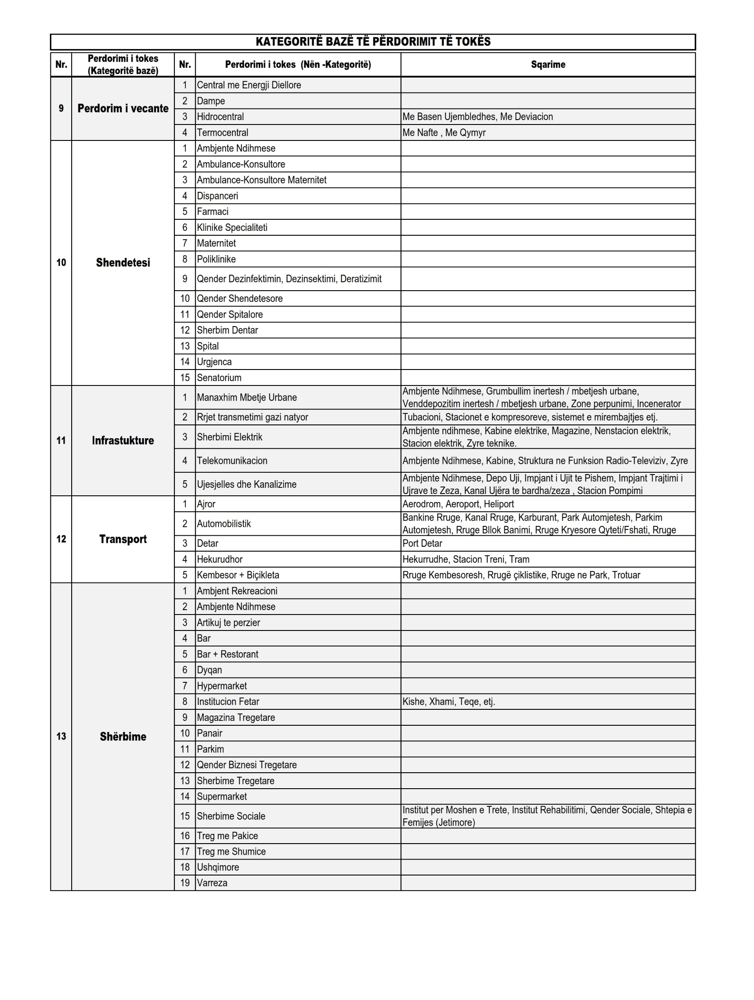 KATEGORITË BAZË TË PËRDORIMIT TË TOKËS
Nr. Perdorimi i tokes (Kategoritë bazë) Nr. Perdorimi i tokes (Nën -Kategoritë) Sqarime
9 Perdorim i vecante
1 Central me Energji Diellore
2 Dampe
3 Hidrocentral Me Basen Ujembledhes, Me Deviacion
4 Termocentral Me Nafte , Me Qymyr
10 Shendetesi
1 Ambjente Ndihmese
2 Ambulance-Konsultore
3 Ambulance-Konsultore Maternitet
4 Dispanceri
5 Farmaci
6 Klinike Specialiteti
7 Maternitet
8 Poliklinike
9 Qender Dezinfektimin, Dezinsektimi, Deratizimit
10 Qender Shendetesore
11 Qender Spitalore
12 Sherbim Dentar
13 Spital
14 Urgjenca
15 Senatorium
11 Infrastukture
1 Manaxhim Mbetje Urbane Ambjente Ndihmese, Grumbullim inertesh / mbetjesh urbane,
Venddepozitim inertesh / mbetjesh urbane, Zone perpunimi, Incenerator
2 Rrjet transmetimi gazi natyor Tubacioni, Stacionet e kompresoreve, sistemet e mirembajtjes etj.
3 Sherbimi Elektrik Ambjente ndihmese, Kabine elektrike, Magazine, Nenstacion elektrik,
Stacion elektrik, Zyre teknike.
4 Telekomunikacion Ambjente Ndihmese, Kabine, Struktura ne Funksion Radio-Televiziv, Zyre
5 Ujesjelles dhe Kanalizime Ambjente Ndihmese, Depo Uji, Impjant i Ujit te Pishem, Impjant Trajtimi i
Ujrave te Zeza, Kanal Ujëra te bardha/zeza , Stacion Pompimi
12 Transport
1 Ajror Aerodrom, Aeroport, Heliport
2 Automobilistik Bankine Rruge, Kanal Rruge, Karburant, Park Automjetesh, Parkim
Automjetesh, Rruge Bllok Banimi, Rruge Kryesore Qyteti/Fshati, Rruge
3 Detar Port Detar
4 Hekurudhor Hekurrudhe, Stacion Treni, Tram
5 Kembesor + Biçikleta Rruge Kembesoresh, Rrugë çiklistike, Rruge ne Park, Trotuar
13 Shërbime
1 Ambjent Rekreacioni
2 Ambjente Ndihmese
3 Artikuj te perzier
4 Bar
5 Bar + Restorant
6 Dyqan
7 Hypermarket
8 Institucion Fetar Kishe, Xhami, Teqe, etj.
9 Magazina Tregetare
10 Panair
11 Parkim
12 Qender Biznesi Tregetare
13 Sherbime Tregetare
14 Supermarket
15 Sherbime Sociale Institut per Moshen e Trete, Institut Rehabilitimi, Qender Sociale, Shtepia e
Femijes (Jetimore)
16 Treg me Pakice
17 Treg me Shumice
18 Ushqimore
19 Varreza